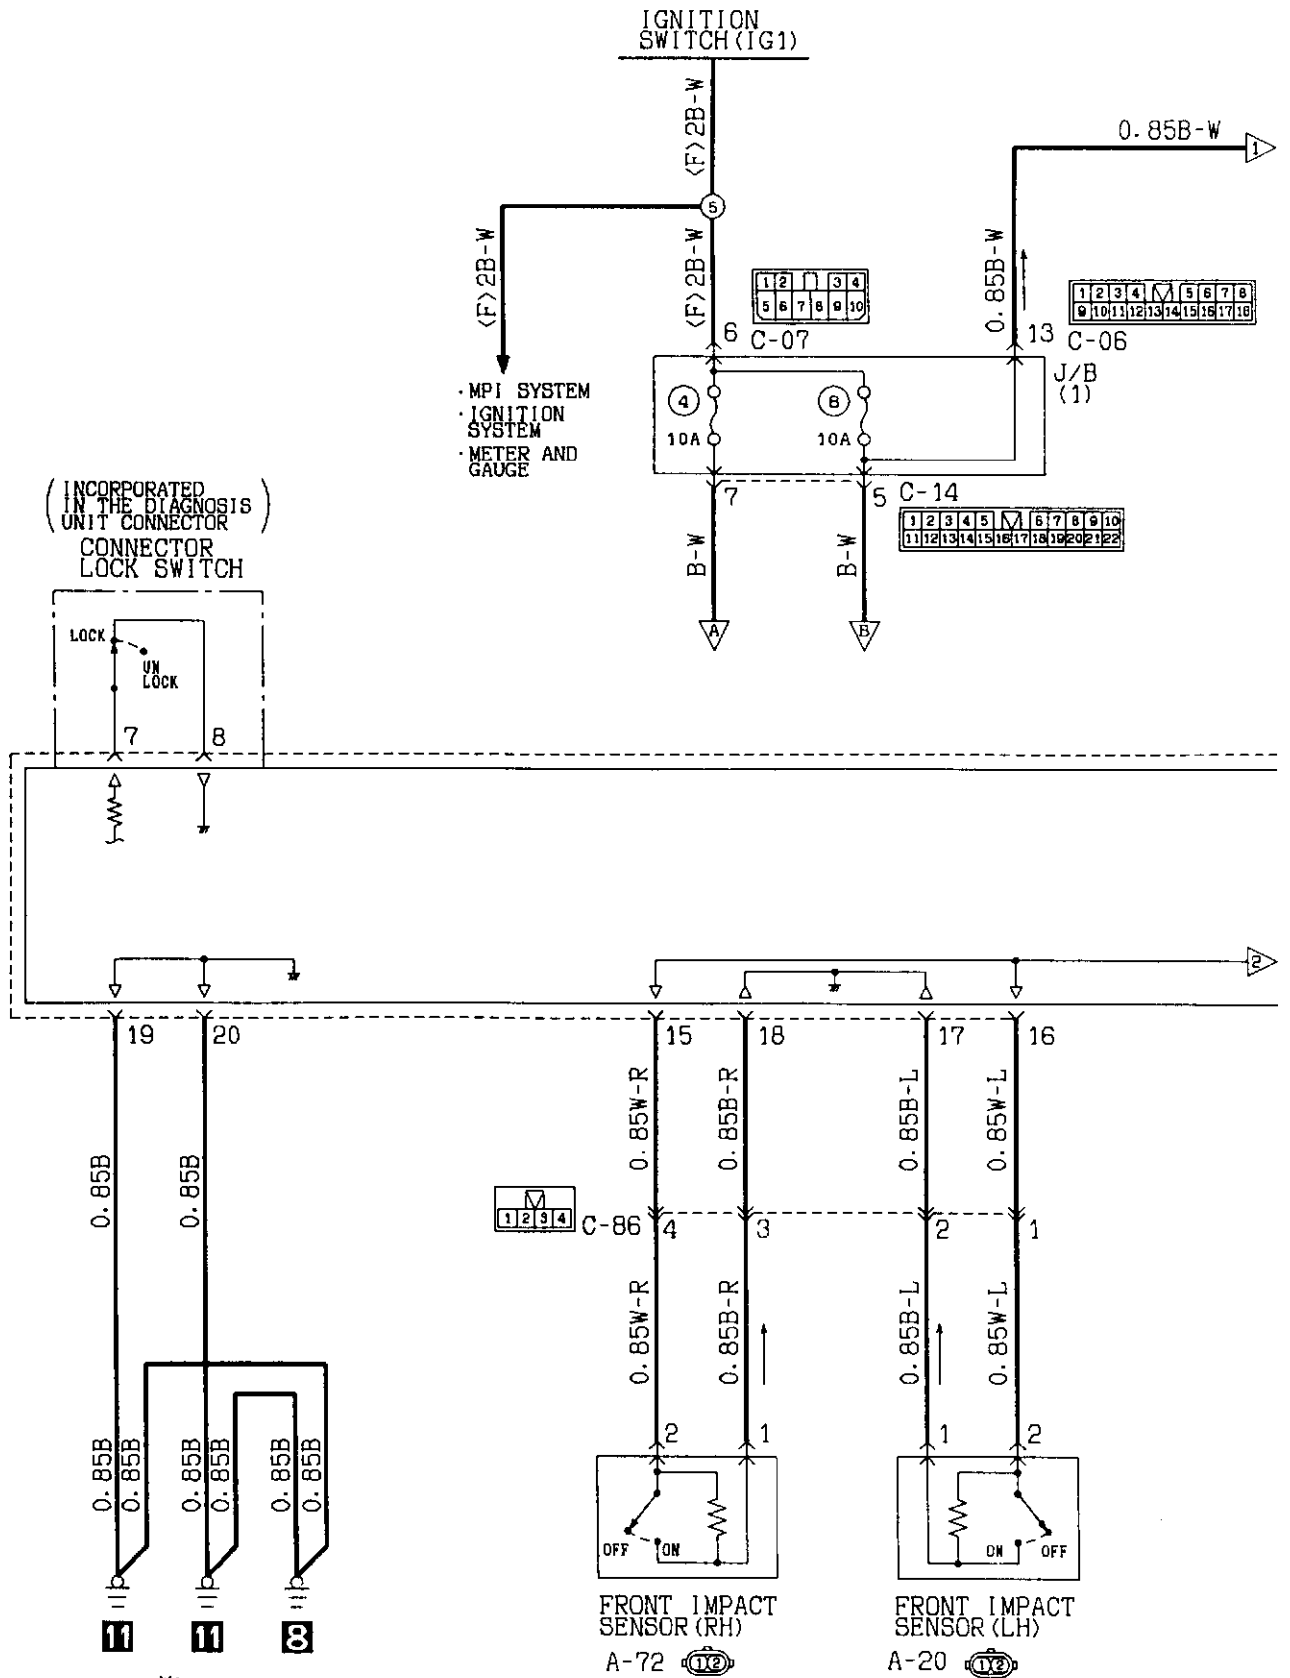 IGNITION
SWITCH(IG1)
<F>2B-W
0.85B-W
1
5
<F>2B-W
<F>2B-W
0.85B-W
1 2 3 4
5 6 7 8 9 10
1 2 3 4 5 6 7 8
9 10 11 12 13 14 15 16 17 18
6
C-07
13
C-06
J/B
(1)
4
8
10A
10A
· MPI SYSTEM
· IGNITION
SYSTEM
· METER AND
GAUGE
7
5
C-14
1 2 3 4 5 6 7 8 9 10
11 12 13 14 15 16 17 18 19 20 21 22
B-W
B-W
A
B
(INCORPORATED
IN THE DIAGNOSIS
UNIT CONNECTOR)
CONNECTOR
LOCK SWITCH
LOCK
UN
LOCK
7
8
2
19
20
15
18
17
16
0.85W-R
0.85B-R
0.85B-L
0.85W-L
0.85B
0.85B
1 2 3 4
C-86
4
3
2
1
0.85W-R
0.85B-R
0.85B-L
0.85W-L
2
1
1
2
0.85B
0.85B
0.85B
0.85B
0.85B
0.85B
OFF
ON
ON
OFF
11
11
8
FRONT IMPACT
SENSOR(RH)
FRONT IMPACT
SENSOR(LH)
A-72
1 2
A-20
1 2